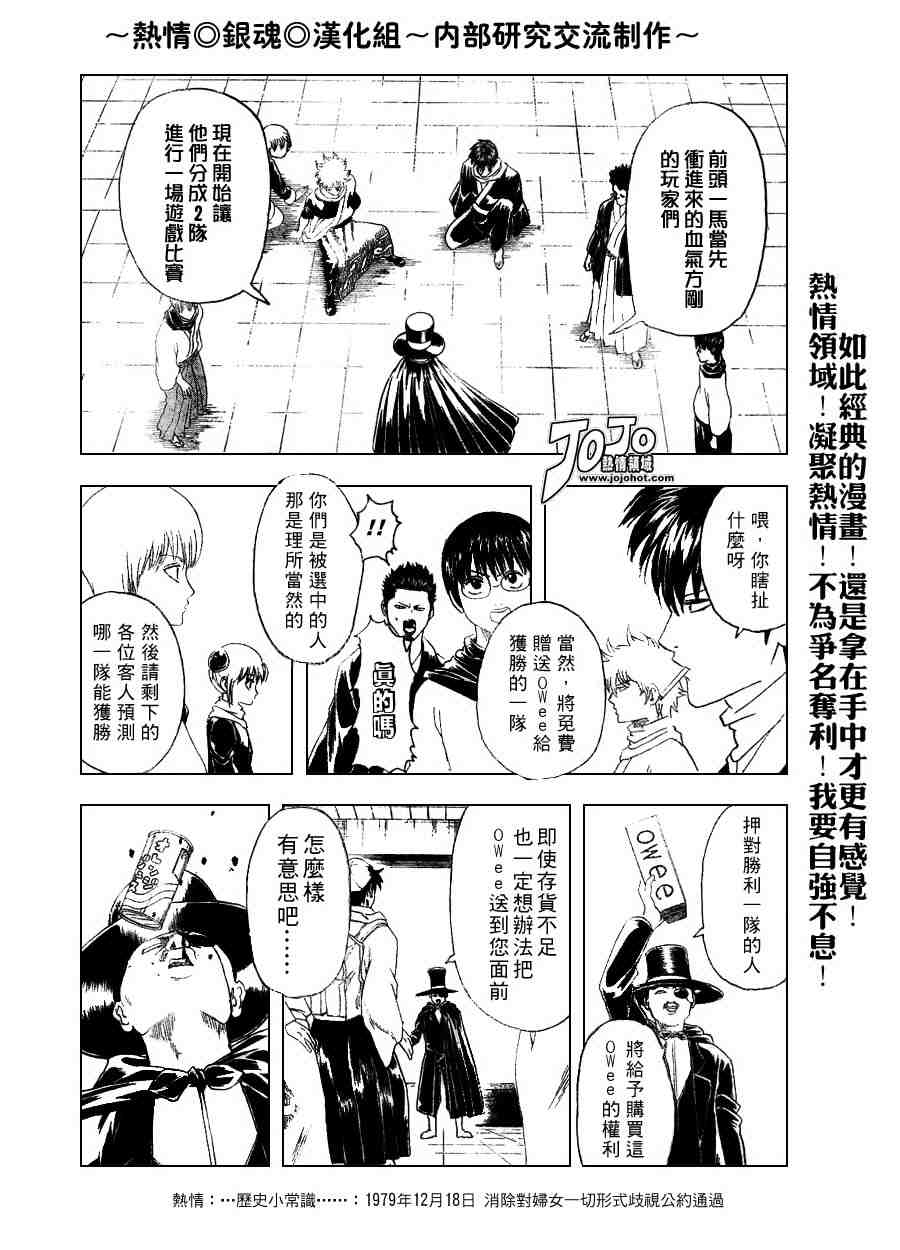 ～熱情◎銀魂◎漢化組～内部研究交流制作～
前頭一馬當先
衝進來的血氣方剛
的玩家們
現在開始讓
他們分成2隊
進行一場遊戲比賽
JOJO
熱情領域
www.jojohot.com
喂，你瞎扯
什麼呀
當然，將免費
贈送OWee給
獲勝的一隊
!!
真的嗎
你們是被選中的人
那是理所當然的
然後請剩下的
各位客人預測
哪一隊能獲勝
押對勝利一隊的人
owee
將給予購買這
OWee的權利
即使存貨不足
也一定想辦法把
OWee送到您面前
怎麼樣
有意思吧……
オレンジ
如此經典的漫畫！還是拿在手中才更有感覺！
熱情領域！凝聚熱情！不為爭名奪利！我要自強不息！
熱情：…歷史小常識……：1979年12月18日 消除對婦女一切形式歧視公約通過